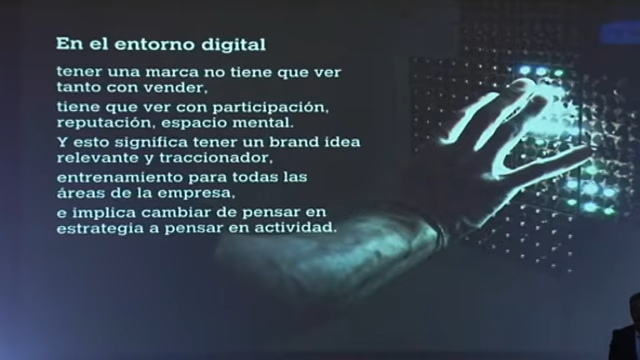 En el entorno digital
tener una marca no tiene que ver
tanto con vender,
tiene que ver con participación,
reputación, espacio mental.
Y esto significa tener un brand idea
relevante y traccionador,
entrenamiento para todas las
áreas de la empresa,
e implica cambiar de pensar en
estrategia a pensar en actividad.